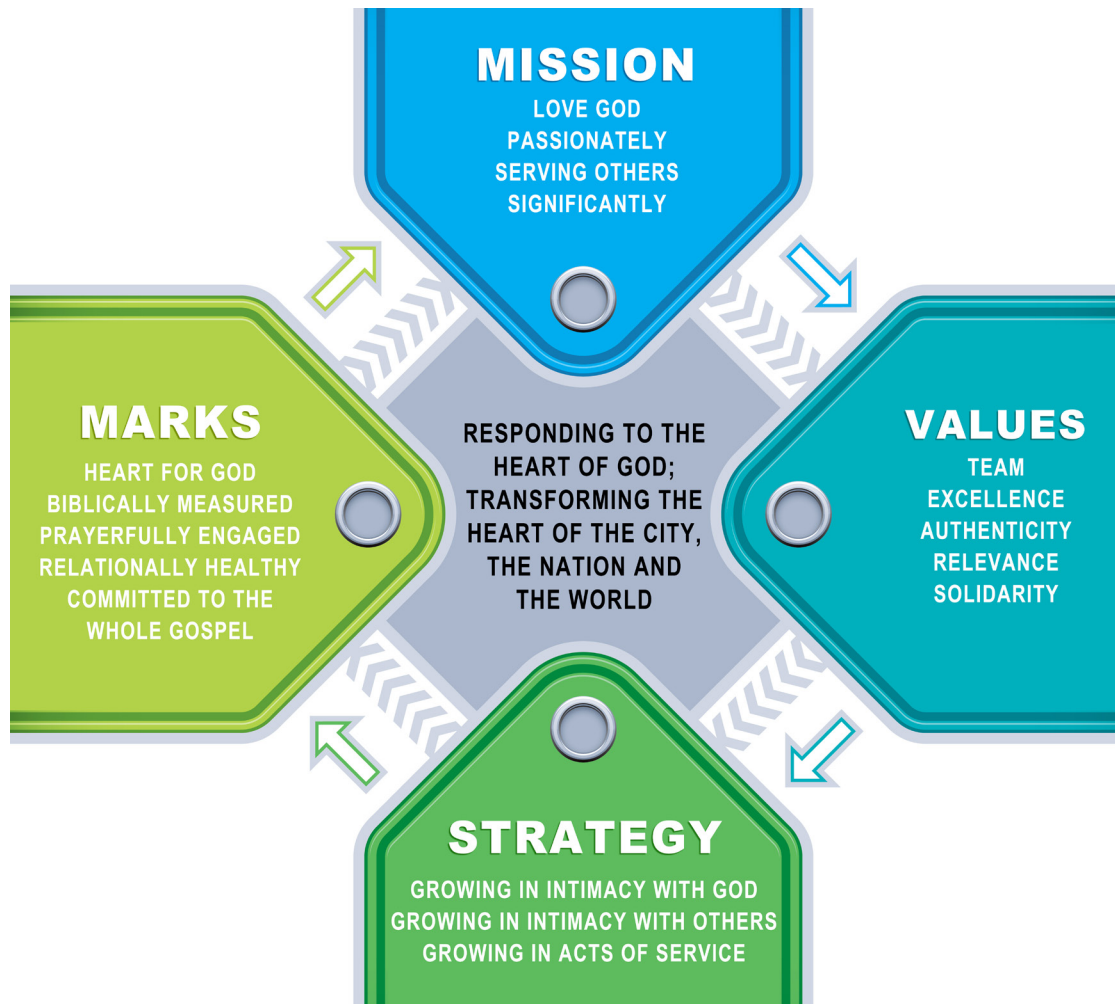 MISSION
LOVE GOD
PASSIONATELY
SERVING OTHERS
SIGNIFICANTLY
MARKS
HEART FOR GOD
BIBLICALLY MEASURED
PRAYERFULLY ENGAGED
RELATIONALLY HEALTHY
COMMITTED TO THE
WHOLE GOSPEL
RESPONDING TO THE
HEART OF GOD;
TRANSFORMING THE
HEART OF THE CITY,
THE NATION AND
THE WORLD
VALUES
TEAM
EXCELLENCE
AUTHENTICITY
RELEVANCE
SOLIDARITY
STRATEGY
GROWING IN INTIMACY WITH GOD
GROWING IN INTIMACY WITH OTHERS
GROWING IN ACTS OF SERVICE